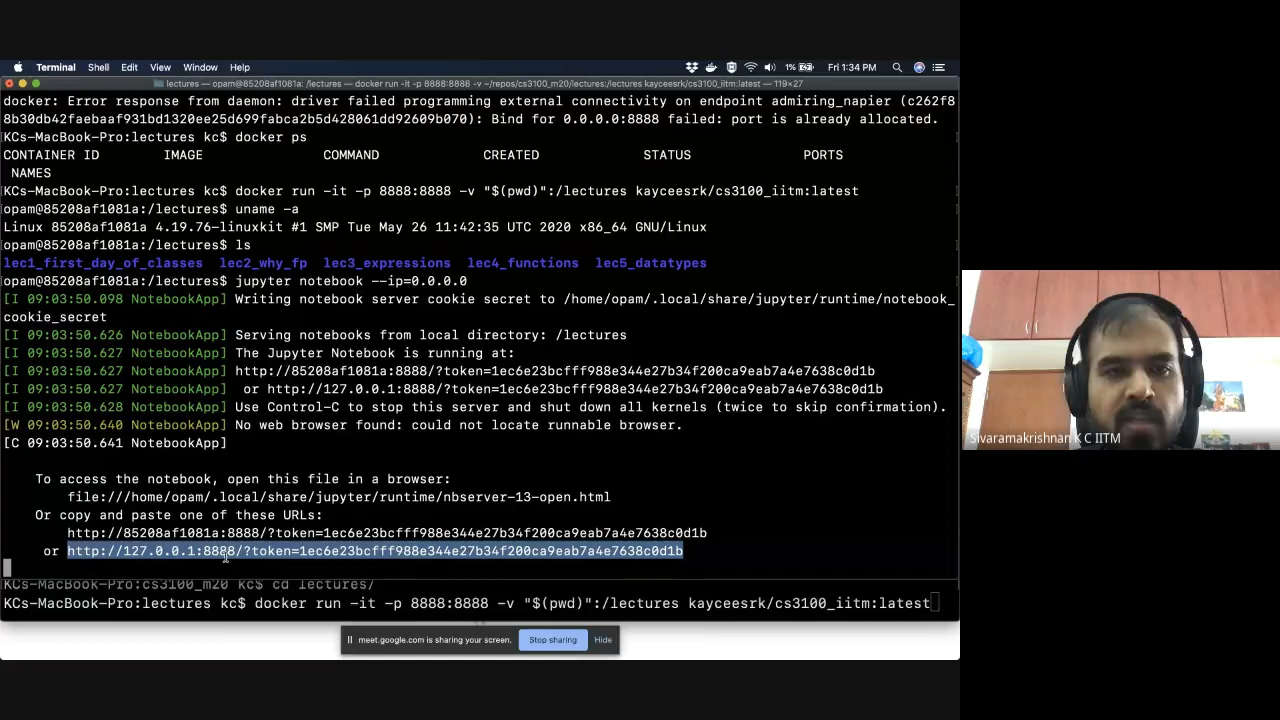 Terminal Shell Edit View Window Help 1% Fri 1:34 PM
lectures — opam@85208af1081a: /lectures — docker run -it -p 8888:8888 -v ~/repos/cs3100_m20/lectures:/lectures kayceesrk/cs3100_iitm:latest — 119×27
docker: Error response from daemon: driver failed programming external connectivity on endpoint admiring_napier (c262f8
8b30db42faebaaf931bd1320ee25d699fabca2b5d428061dd92609b070): Bind for 0.0.0.0:8888 failed: port is already allocated.
KCs-MacBook-Pro:lectures kc$ docker ps
CONTAINER ID IMAGE COMMAND CREATED STATUS PORTS
NAMES
KCs-MacBook-Pro:lectures kc$ docker run -it -p 8888:8888 -v "$(pwd)":/lectures kayceesrk/cs3100_iitm:latest
opam@85208af1081a:/lectures$ uname -a
Linux 85208af1081a 4.19.76-linuxkit #1 SMP Tue May 26 11:42:35 UTC 2020 x86_64 GNU/Linux
opam@85208af1081a:/lectures$ ls
lec1_first_day_of_classes lec2_why_fp lec3_expressions lec4_functions lec5_datatypes
opam@85208af1081a:/lectures$ jupyter notebook --ip=0.0.0.0
[I 09:03:50.098 NotebookApp] Writing notebook server cookie secret to /home/opam/.local/share/jupyter/runtime/notebook_
cookie_secret
[I 09:03:50.626 NotebookApp] Serving notebooks from local directory: /lectures
[I 09:03:50.627 NotebookApp] The Jupyter Notebook is running at:
[I 09:03:50.627 NotebookApp] http://85208af1081a:8888/?token=1ec6e23bcfff988e344e27b34f200ca9eab7a4e7638c0d1b
[I 09:03:50.627 NotebookApp] or http://127.0.0.1:8888/?token=1ec6e23bcfff988e344e27b34f200ca9eab7a4e7638c0d1b
[I 09:03:50.628 NotebookApp] Use Control-C to stop this server and shut down all kernels (twice to skip confirmation).
[W 09:03:50.640 NotebookApp] No web browser found: could not locate runnable browser.
[C 09:03:50.641 NotebookApp]
To access the notebook, open this file in a browser:
file:///home/opam/.local/share/jupyter/runtime/nbserver-13-open.html
Or copy and paste one of these URLs:
http://85208af1081a:8888/?token=1ec6e23bcfff988e344e27b34f200ca9eab7a4e7638c0d1b
or http://127.0.0.1:8888/?token=1ec6e23bcfff988e344e27b34f200ca9eab7a4e7638c0d1b
KCs-MacBook-Pro:cs3100_m20 kc$ cd lectures/
KCs-MacBook-Pro:lectures kc$ docker run -it -p 8888:8888 -v "$(pwd)":/lectures kayceesrk/cs3100_iitm:latest
meet.google.com is sharing your screen. Stop sharing Hide
Sivaramakrishnan K C IITM